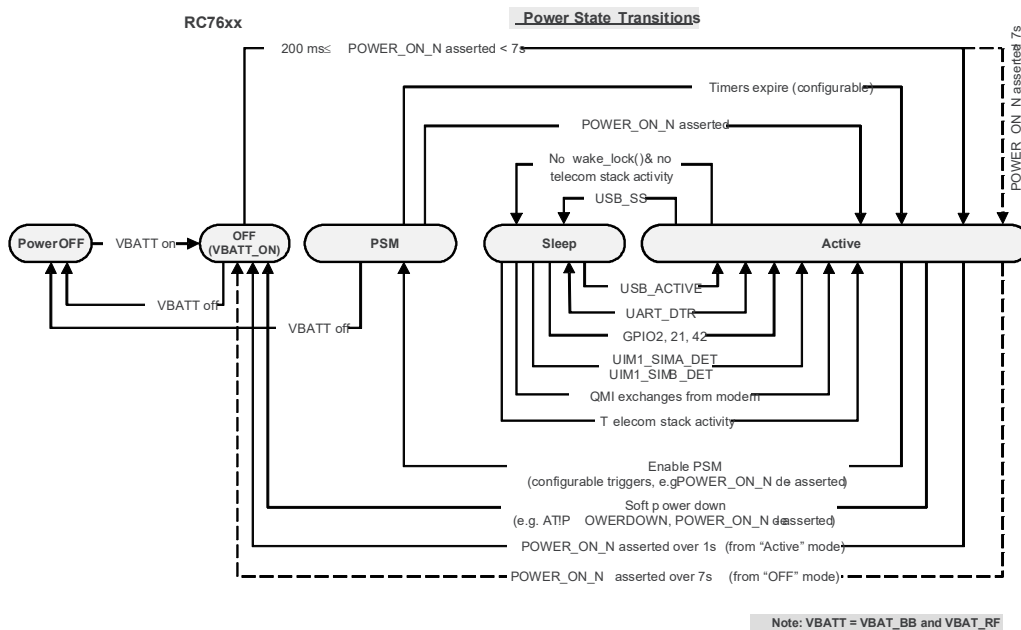 RC76xx
Power State Transitions
200 ms≤ POWER_ON_N asserted < 7s
POWER_ON N asserted 7s
Timers expire (configurable)
POWER_ON_N asserted
No wake_lock()& no
telecom stack activity
USB_SS
PowerOFF
VBATT on
OFF
(VBATT_ON)
PSM
Sleep
Active
VBATT off
VBATT off
USB_ACTIVE
UART_DTR
GPIO2, 21, 42
UIM1_SIMA_DET
UIM1_SIMB_DET
QMI exchanges from modem
T elecom stack activity
Enable PSM
(configurable triggers, e.gPOWER_ON_N de asserted)
Soft p ower down
(e.g. AT!P OWERDOWN, POWER_ON_N de asserted)
POWER_ON_N asserted over 1s (from "Active" mode)
POWER_ON_N asserted over 7s (from "OFF" mode)
Note: VBATT = VBAT_BB and VBAT_RF